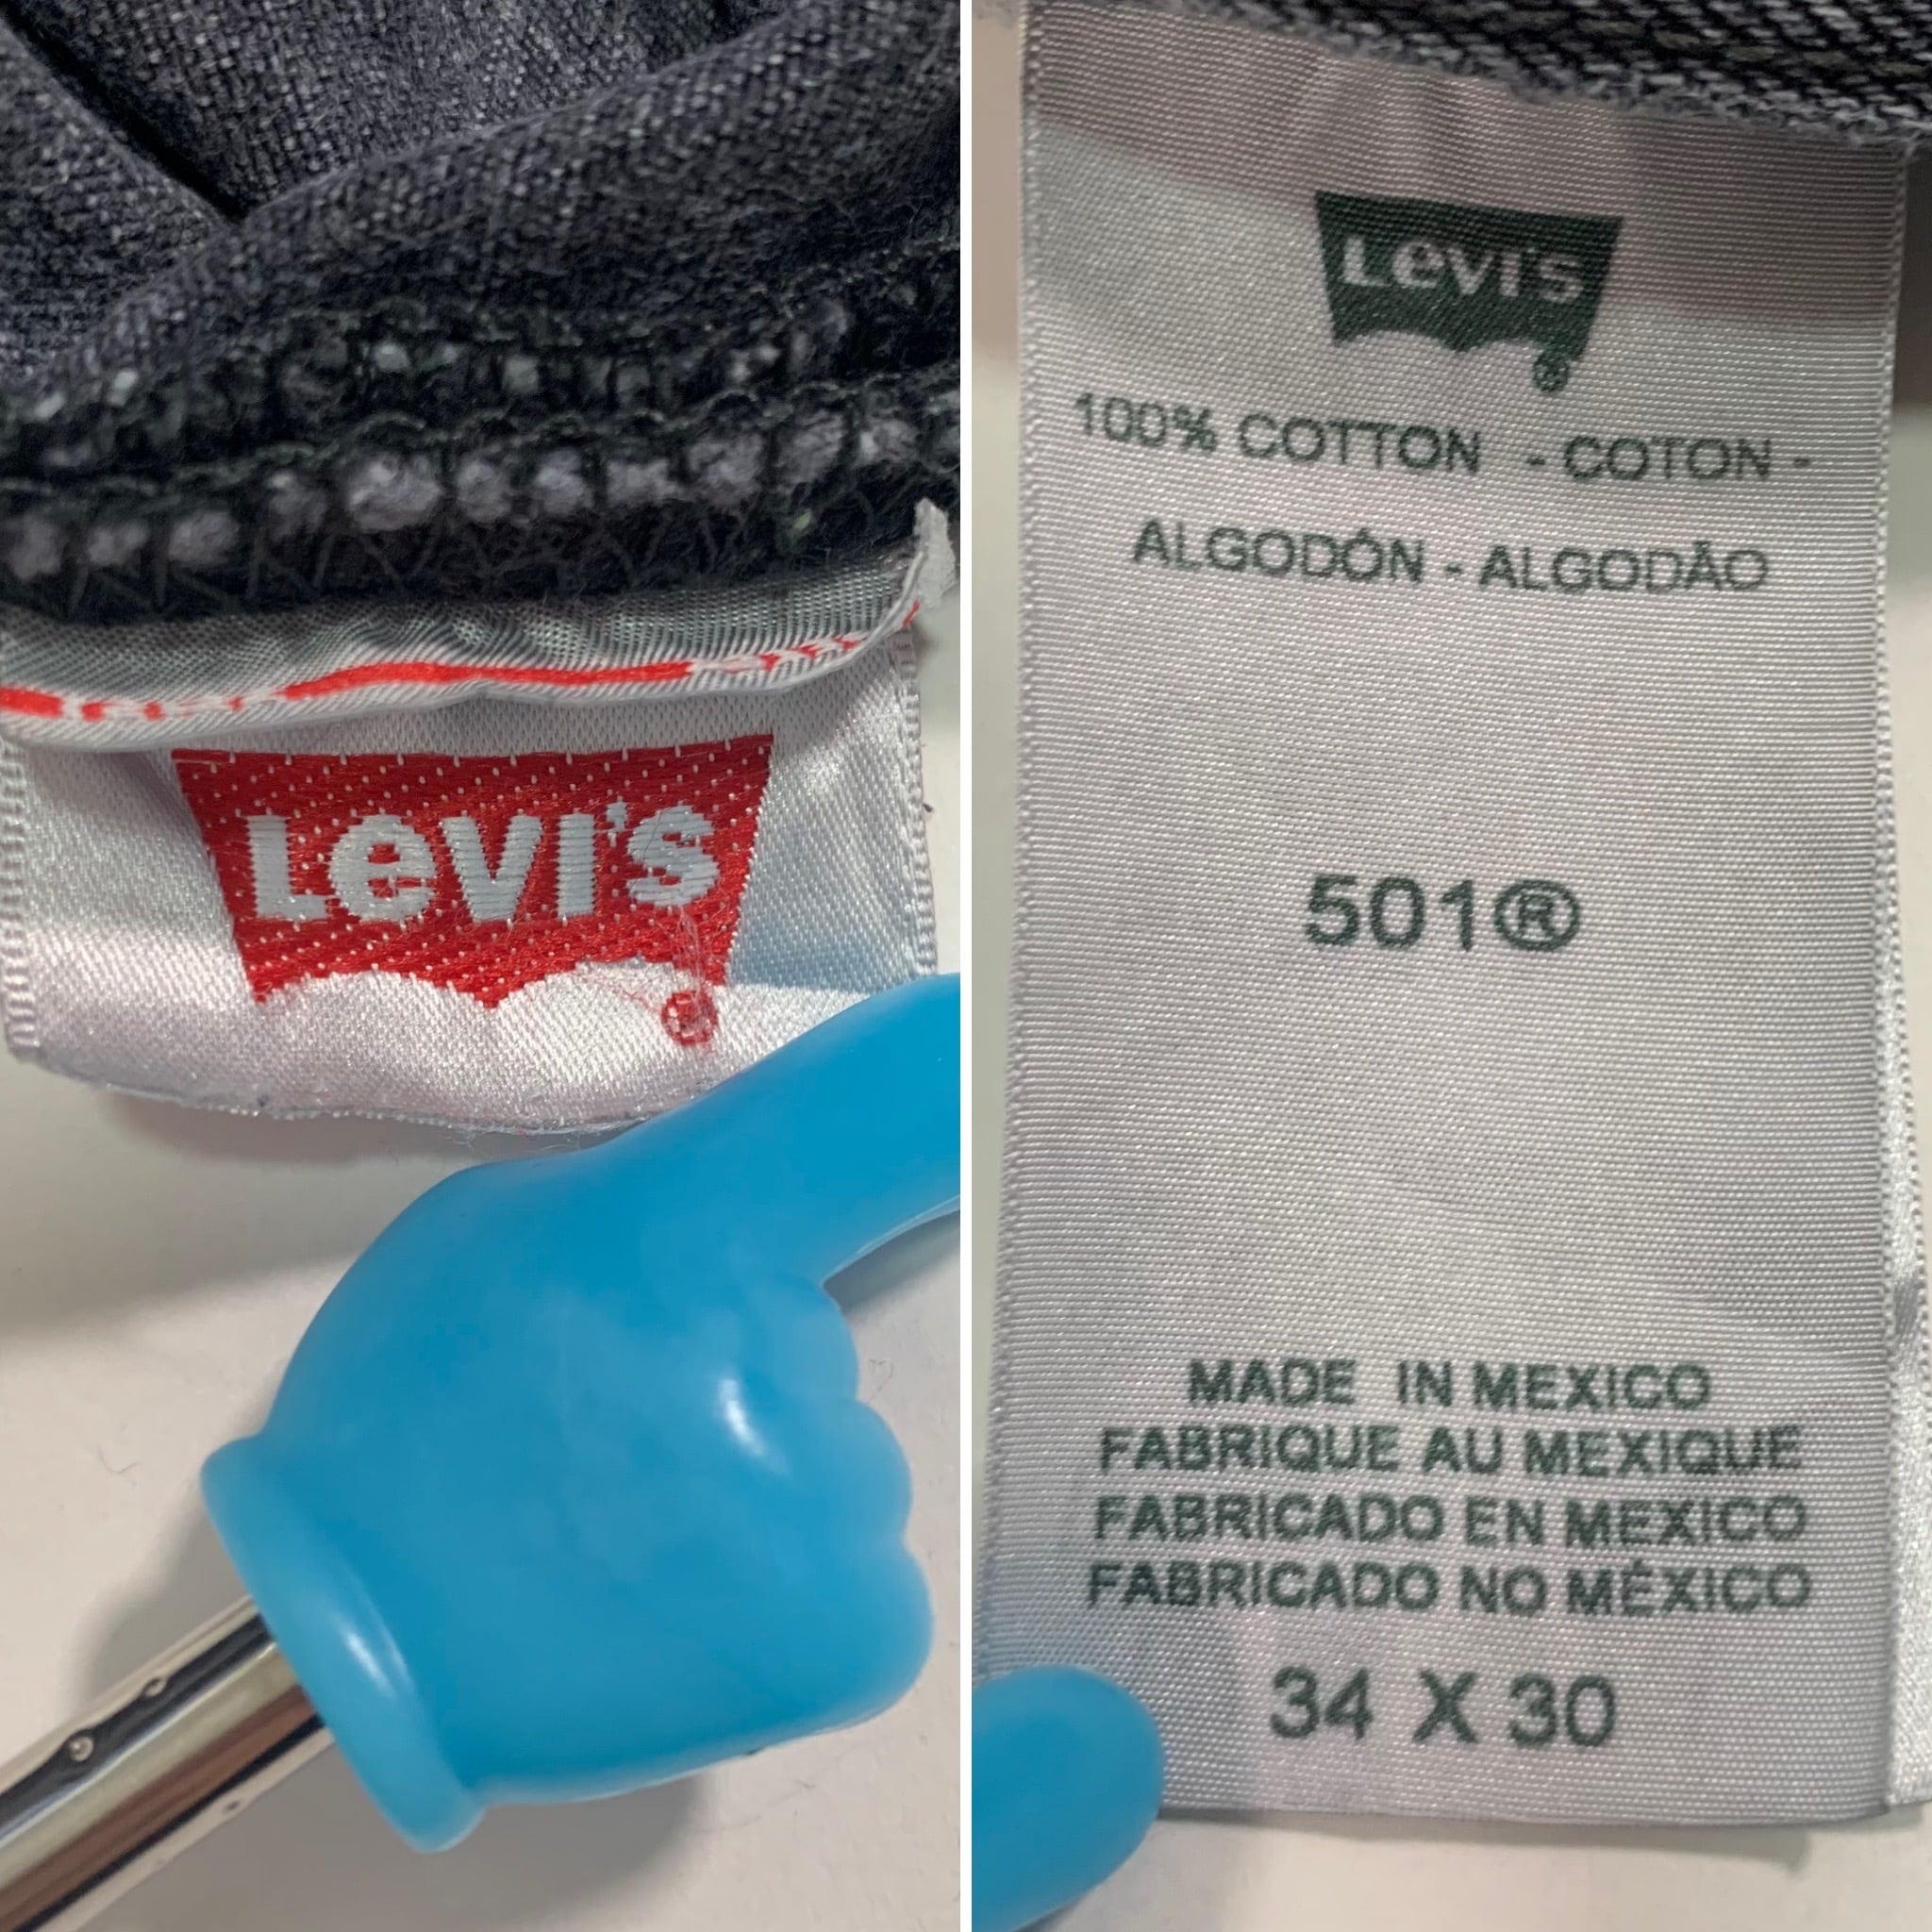 Levi's
®
Levi's
®
100% COTTON - COTON -
ALGODÓN - ALGODÃO
501®
MADE IN MEXICO
FABRIQUE AU MEXIQUE
FABRICADO EN MEXICO
FABRICADO NO MÉXICO
34 X 30